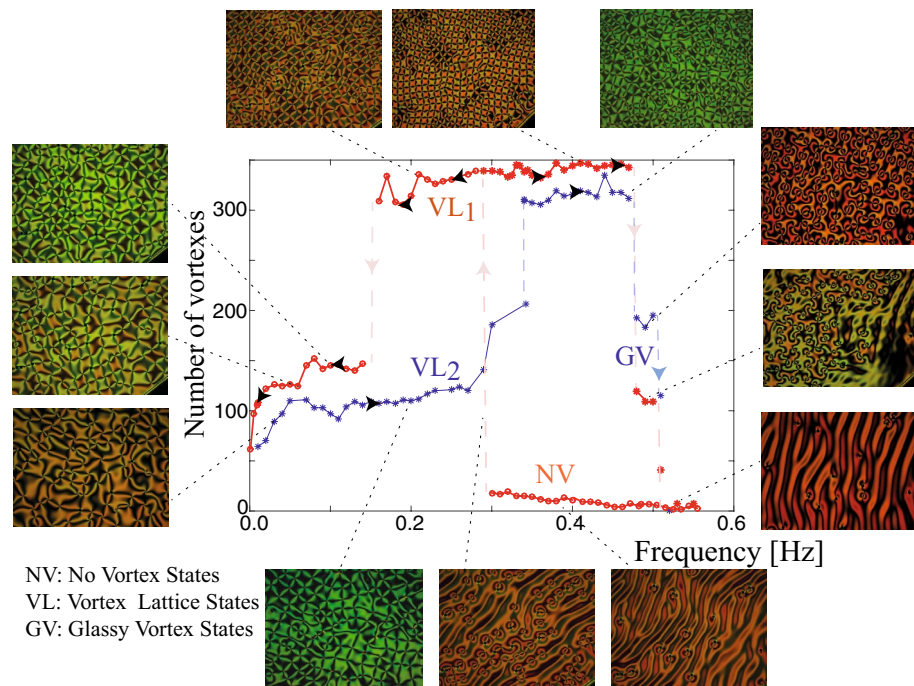 300
200
100
0
Number of vortexes
VL1
VL2
GV
NV
0.0
0.2
0.4
0.6
Frequency [Hz]
NV: No Vortex States
VL: Vortex Lattice States
GV: Glassy Vortex States